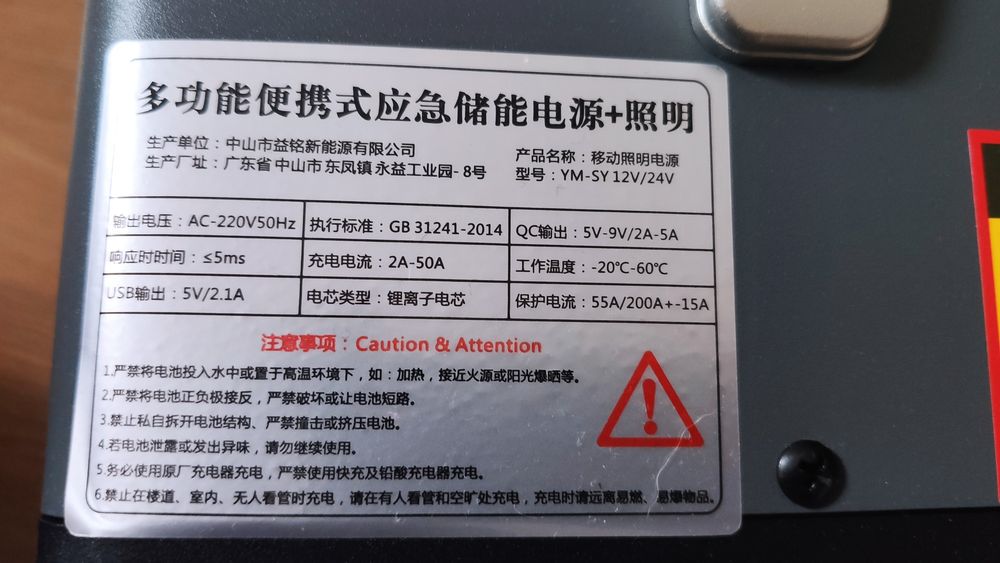 多功能便携式应急储能电源+照明
生产单位：中山市益铭新能源有限公司
生产厂址：广东省中山市东凤镇永益工业园-8号
产品名称：移动照明电源
型号：YM-SY 12V/24V
输出电压：AC-220V50Hz 执行标准：GB 31241-2014 QC输出：5V-9V/2A-5A
响应时时间：≤5ms 充电电流：2A-50A 工作温度：-20℃-60℃
USB输出：5V/2.1A 电芯类型：锂离子电芯 保护电流：55A/200A+-15A
注意事项：Caution & Attention
1.严禁将电池投入水中或置于高温环境下，如：加热，接近火源或阳光爆晒等。
2.严禁将电池正负极接反，严禁破坏或让电池短路。
3.禁止私自拆开电池结构、严禁撞击或挤压电池。
4.若电池泄露或发出异味，请勿继续使用。
5.务必使用原厂充电器充电，严禁使用快充及铅酸充电器充电。
6.禁止在楼道、室内、无人看管时充电，请在有人看管和空旷处充电，充电时请远离易燃、易爆物品。